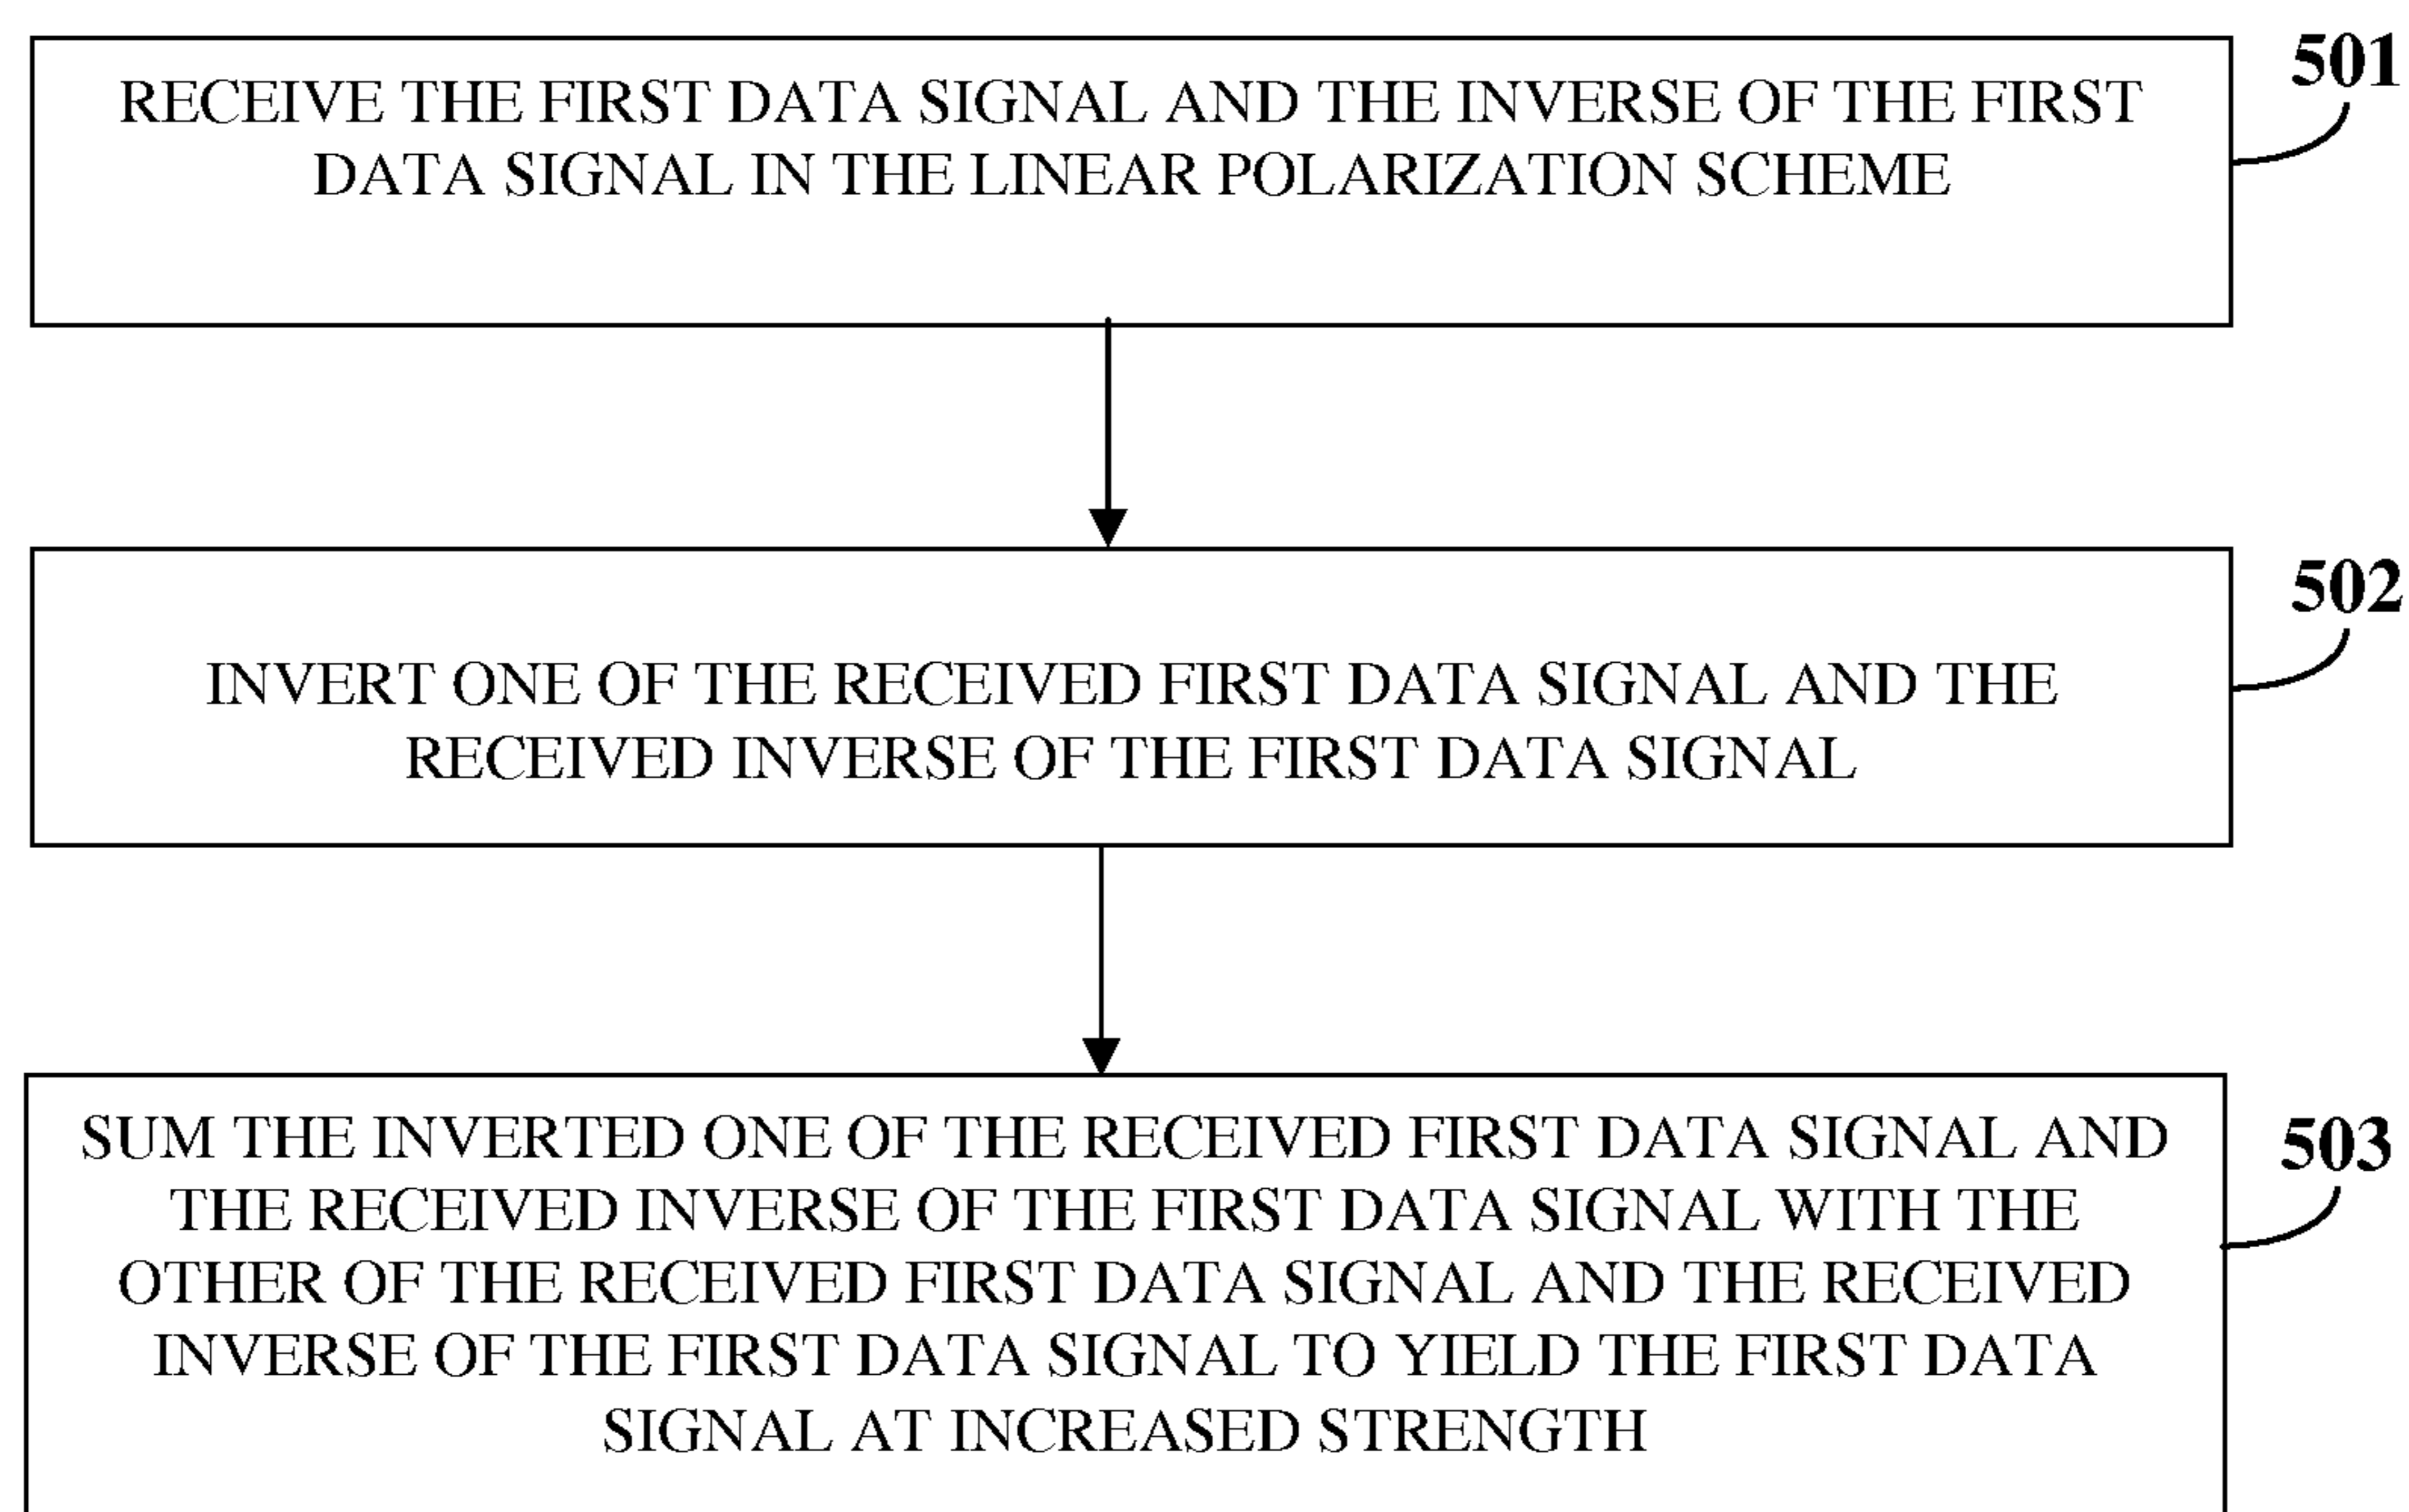 501
RECEIVE THE FIRST DATA SIGNAL AND THE INVERSE OF THE FIRST
DATA SIGNAL IN THE LINEAR POLARIZATION SCHEME
502
INVERT ONE OF THE RECEIVED FIRST DATA SIGNAL AND THE
RECEIVED INVERSE OF THE FIRST DATA SIGNAL
503
SUM THE INVERTED ONE OF THE RECEIVED FIRST DATA SIGNAL AND
THE RECEIVED INVERSE OF THE FIRST DATA SIGNAL WITH THE
OTHER OF THE RECEIVED FIRST DATA SIGNAL AND THE RECEIVED
INVERSE OF THE FIRST DATA SIGNAL TO YIELD THE FIRST DATA
SIGNAL AT INCREASED STRENGTH